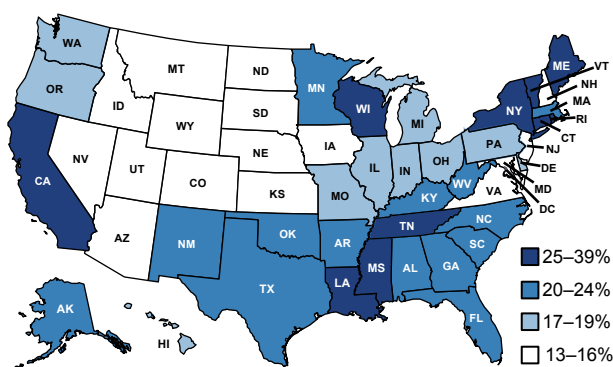 WA
ME
VT
MT
ND
NH
OR
MN
MA
ID
WI
NY
SD
RI
MI
WY
CT
IA
PA
NJ
NE
NV
OH
IL
IN
DE
UT
WV
CA
CO
MD
VA
KS
MO
KY
DC
NC
TN
AZ
OK
NM
AR
SC
MS
AL
GA
25–39%
LA
TX
20–24%
AK
FL
17–19%
HI
13–16%